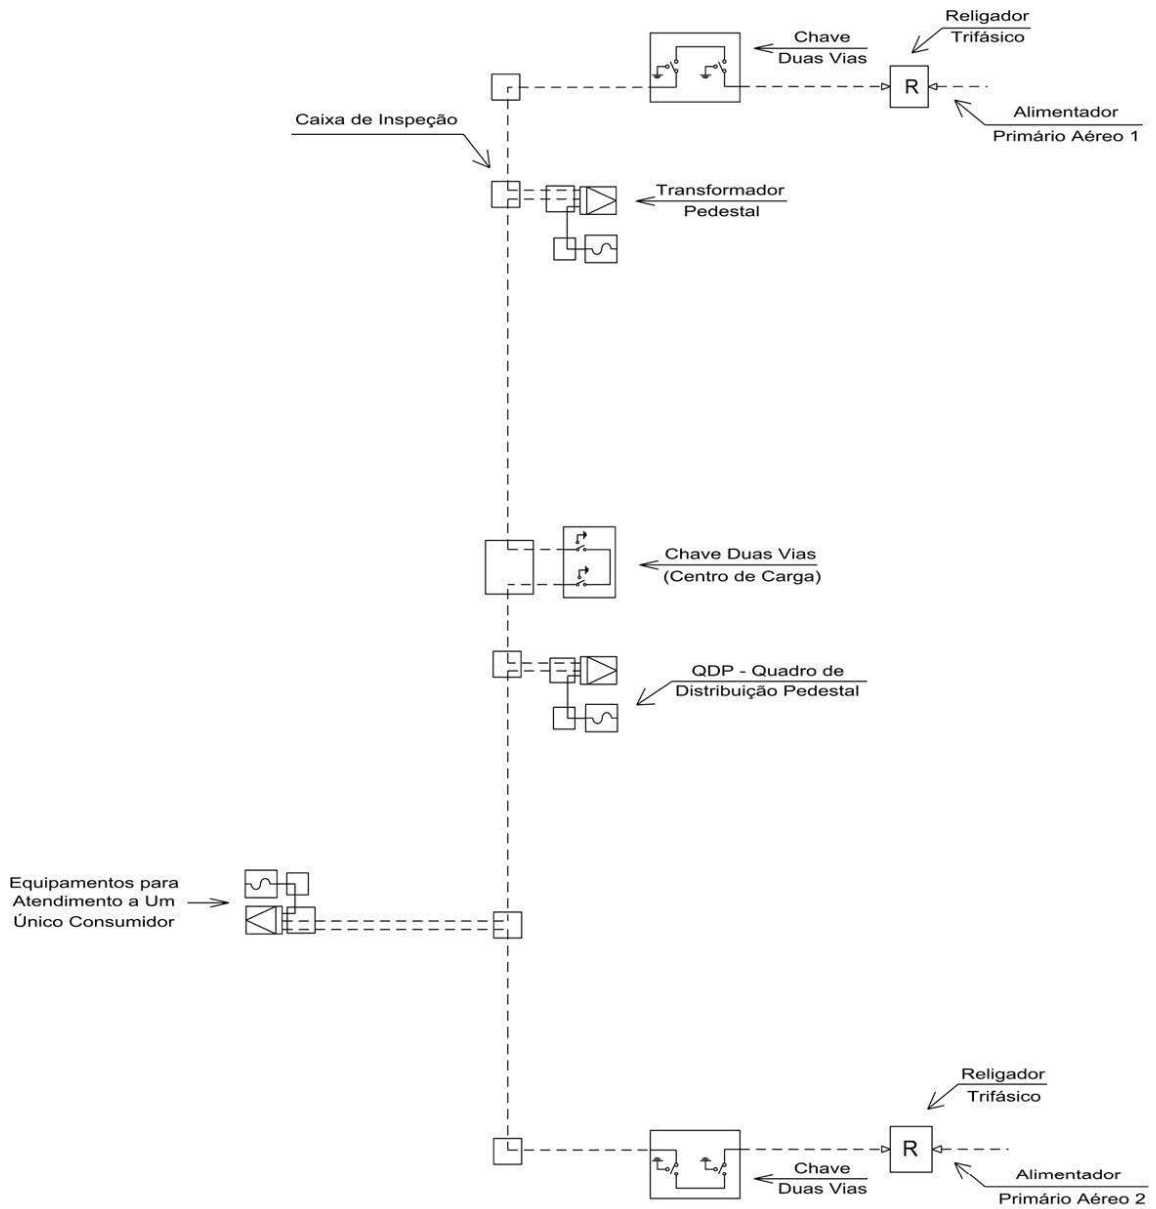 Religador
Trifásico
Chave
Duas Vias
R
Alimentador
Primário Aéreo 1
Caixa de Inspeção
Transformador
Pedestal
Chave Duas Vias
(Centro de Carga)
QDP - Quadro de
Distribuição Pedestal
Equipamentos para
Atendimento a Um
Único Consumidor
Religador
Trifásico
R
Chave
Duas Vias
Alimentador
Primário Aéreo 2